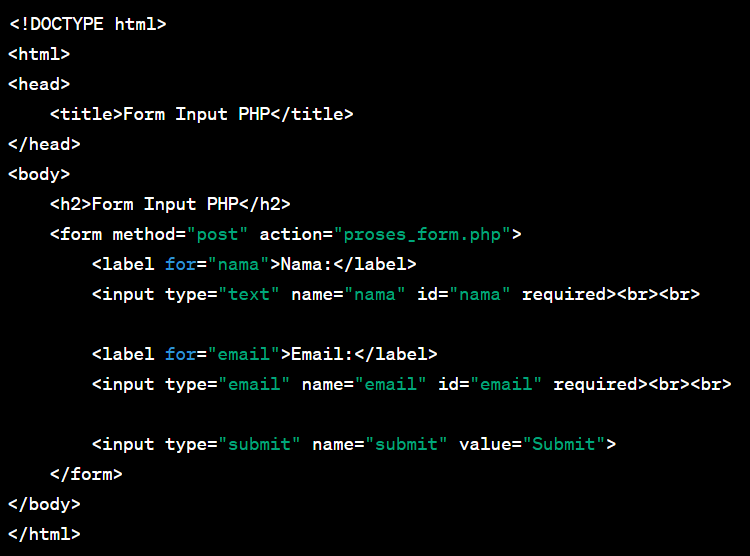 <!DOCTYPE html>
<html>
<head>
    <title>Form Input PHP</title>
</head>
<body>
    <h2>Form Input PHP</h2>
    <form method="post" action="proses_form.php">
        <label for="nama">Nama:</label>
        <input type="text" name="nama" id="nama" required><br><br>

        <label for="email">Email:</label>
        <input type="email" name="email" id="email" required><br><br>

        <input type="submit" name="submit" value="Submit">
    </form>
</body>
</html>